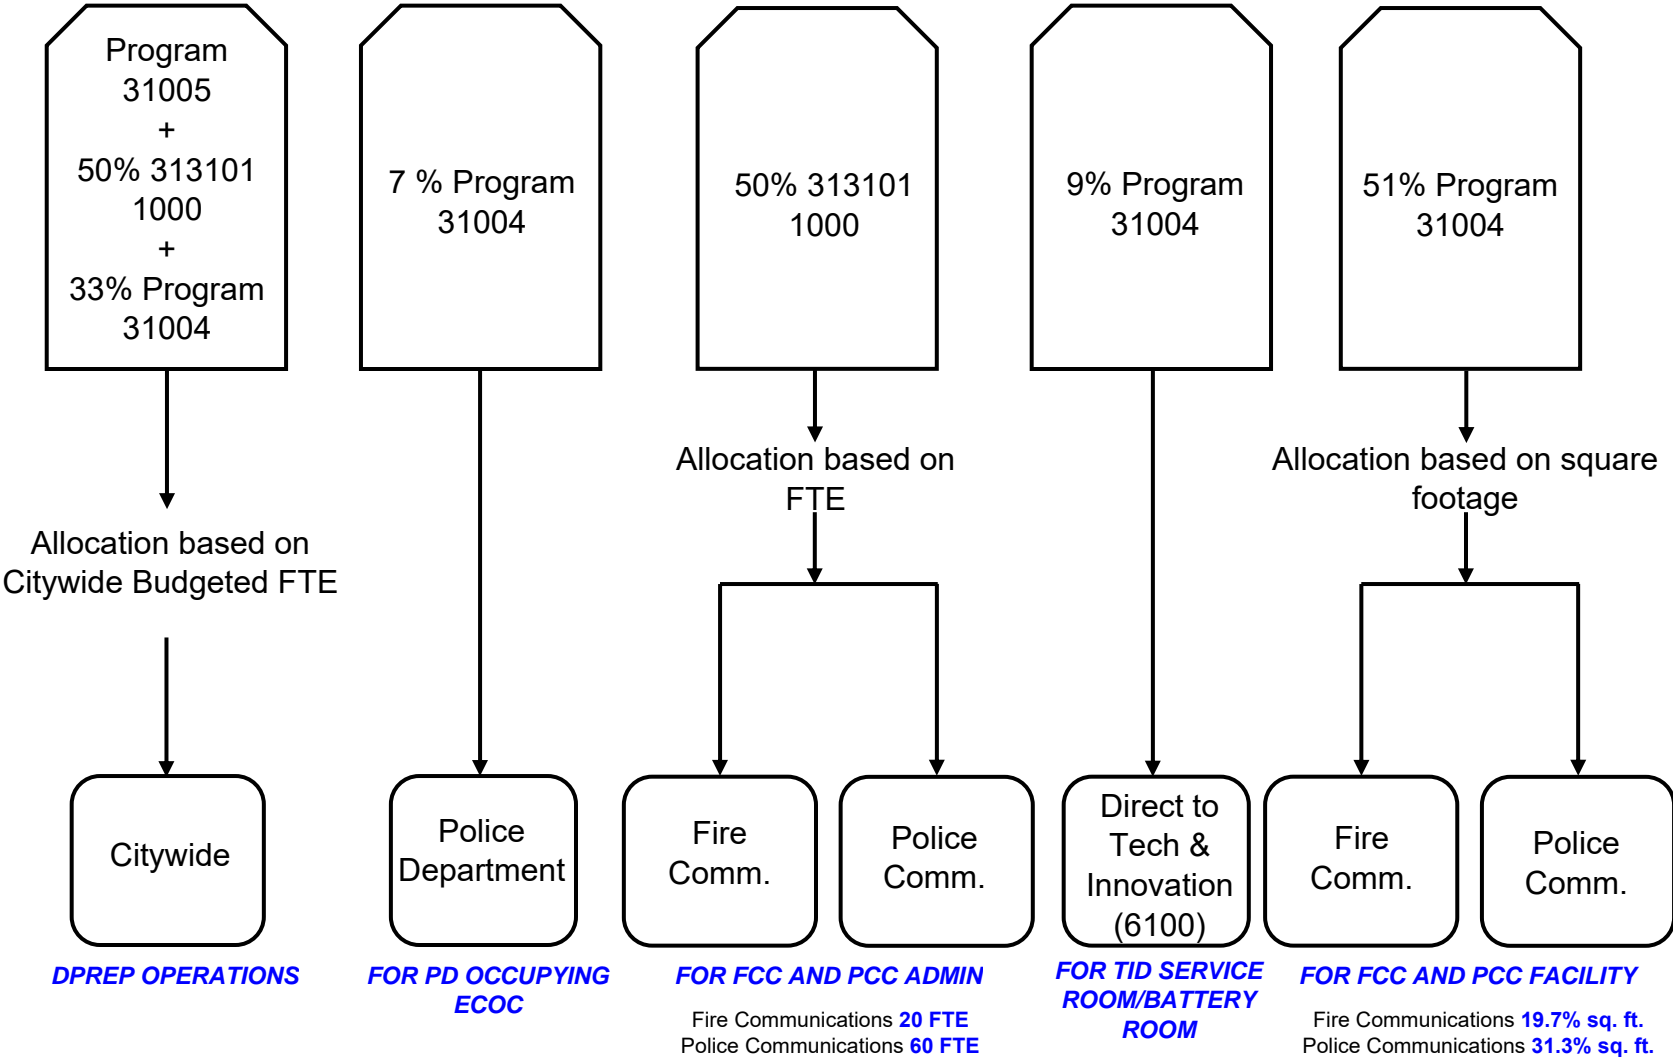 Program
31005
+
50% 313101
1000
+
33% Program
31004
7 % Program
31004
50% 313101
1000
9% Program
31004
51% Program
31004
Allocation based on
Citywide Budgeted FTE
Allocation based on
FTE
Allocation based on square
footage
Citywide
Police
Department
Fire
Comm.
Police
Comm.
Direct to
Tech &
Innovation
(6100)
Fire
Comm.
Police
Comm.
DPREP OPERATIONS
FOR PD OCCUPYING
ECOC
FOR FCC AND PCC ADMIN
Fire Communications 20 FTE
Police Communications 60 FTE
FOR TID SERVICE
ROOM/BATTERY
ROOM
FOR FCC AND PCC FACILITY
Fire Communications 19.7% sq. ft.
Police Communications 31.3% sq. ft.